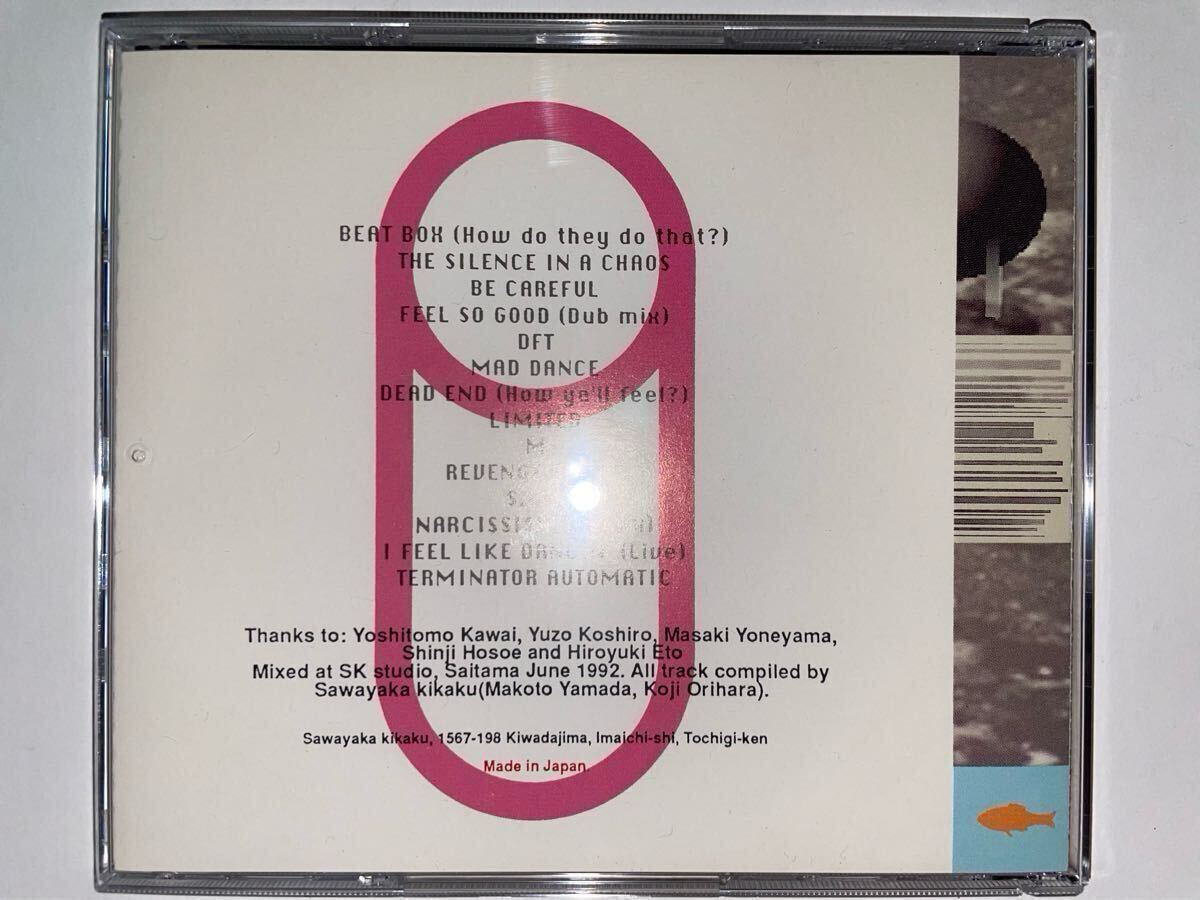 BEAT BOX (How do they do that?)
THE SILENCE IN A CHAOS
BE CAREFUL
FEEL SO GOOD (Dub mix)
DFT
MAD DANCE
DEAD END (How ya'll feel?)
LIMITED
I FEEL LIKE (Live)
TERMINATOR AUTOMATIC
Thanks to: Yoshitomo Kawai, Yuzo Koshiro, Masaki Yoneyama,
Shinji Hosoe and Hiroyuki Eto
Mixed at SK studio, Saitama June 1992. All track compiled by
Sawayaka kikaku(Makoto Yamada, Koji Orihara).
Sawayaka kikaku, 1567-198 Kiwadajima, Imaichi-shi, Tochigi-ken
Made in Japan.